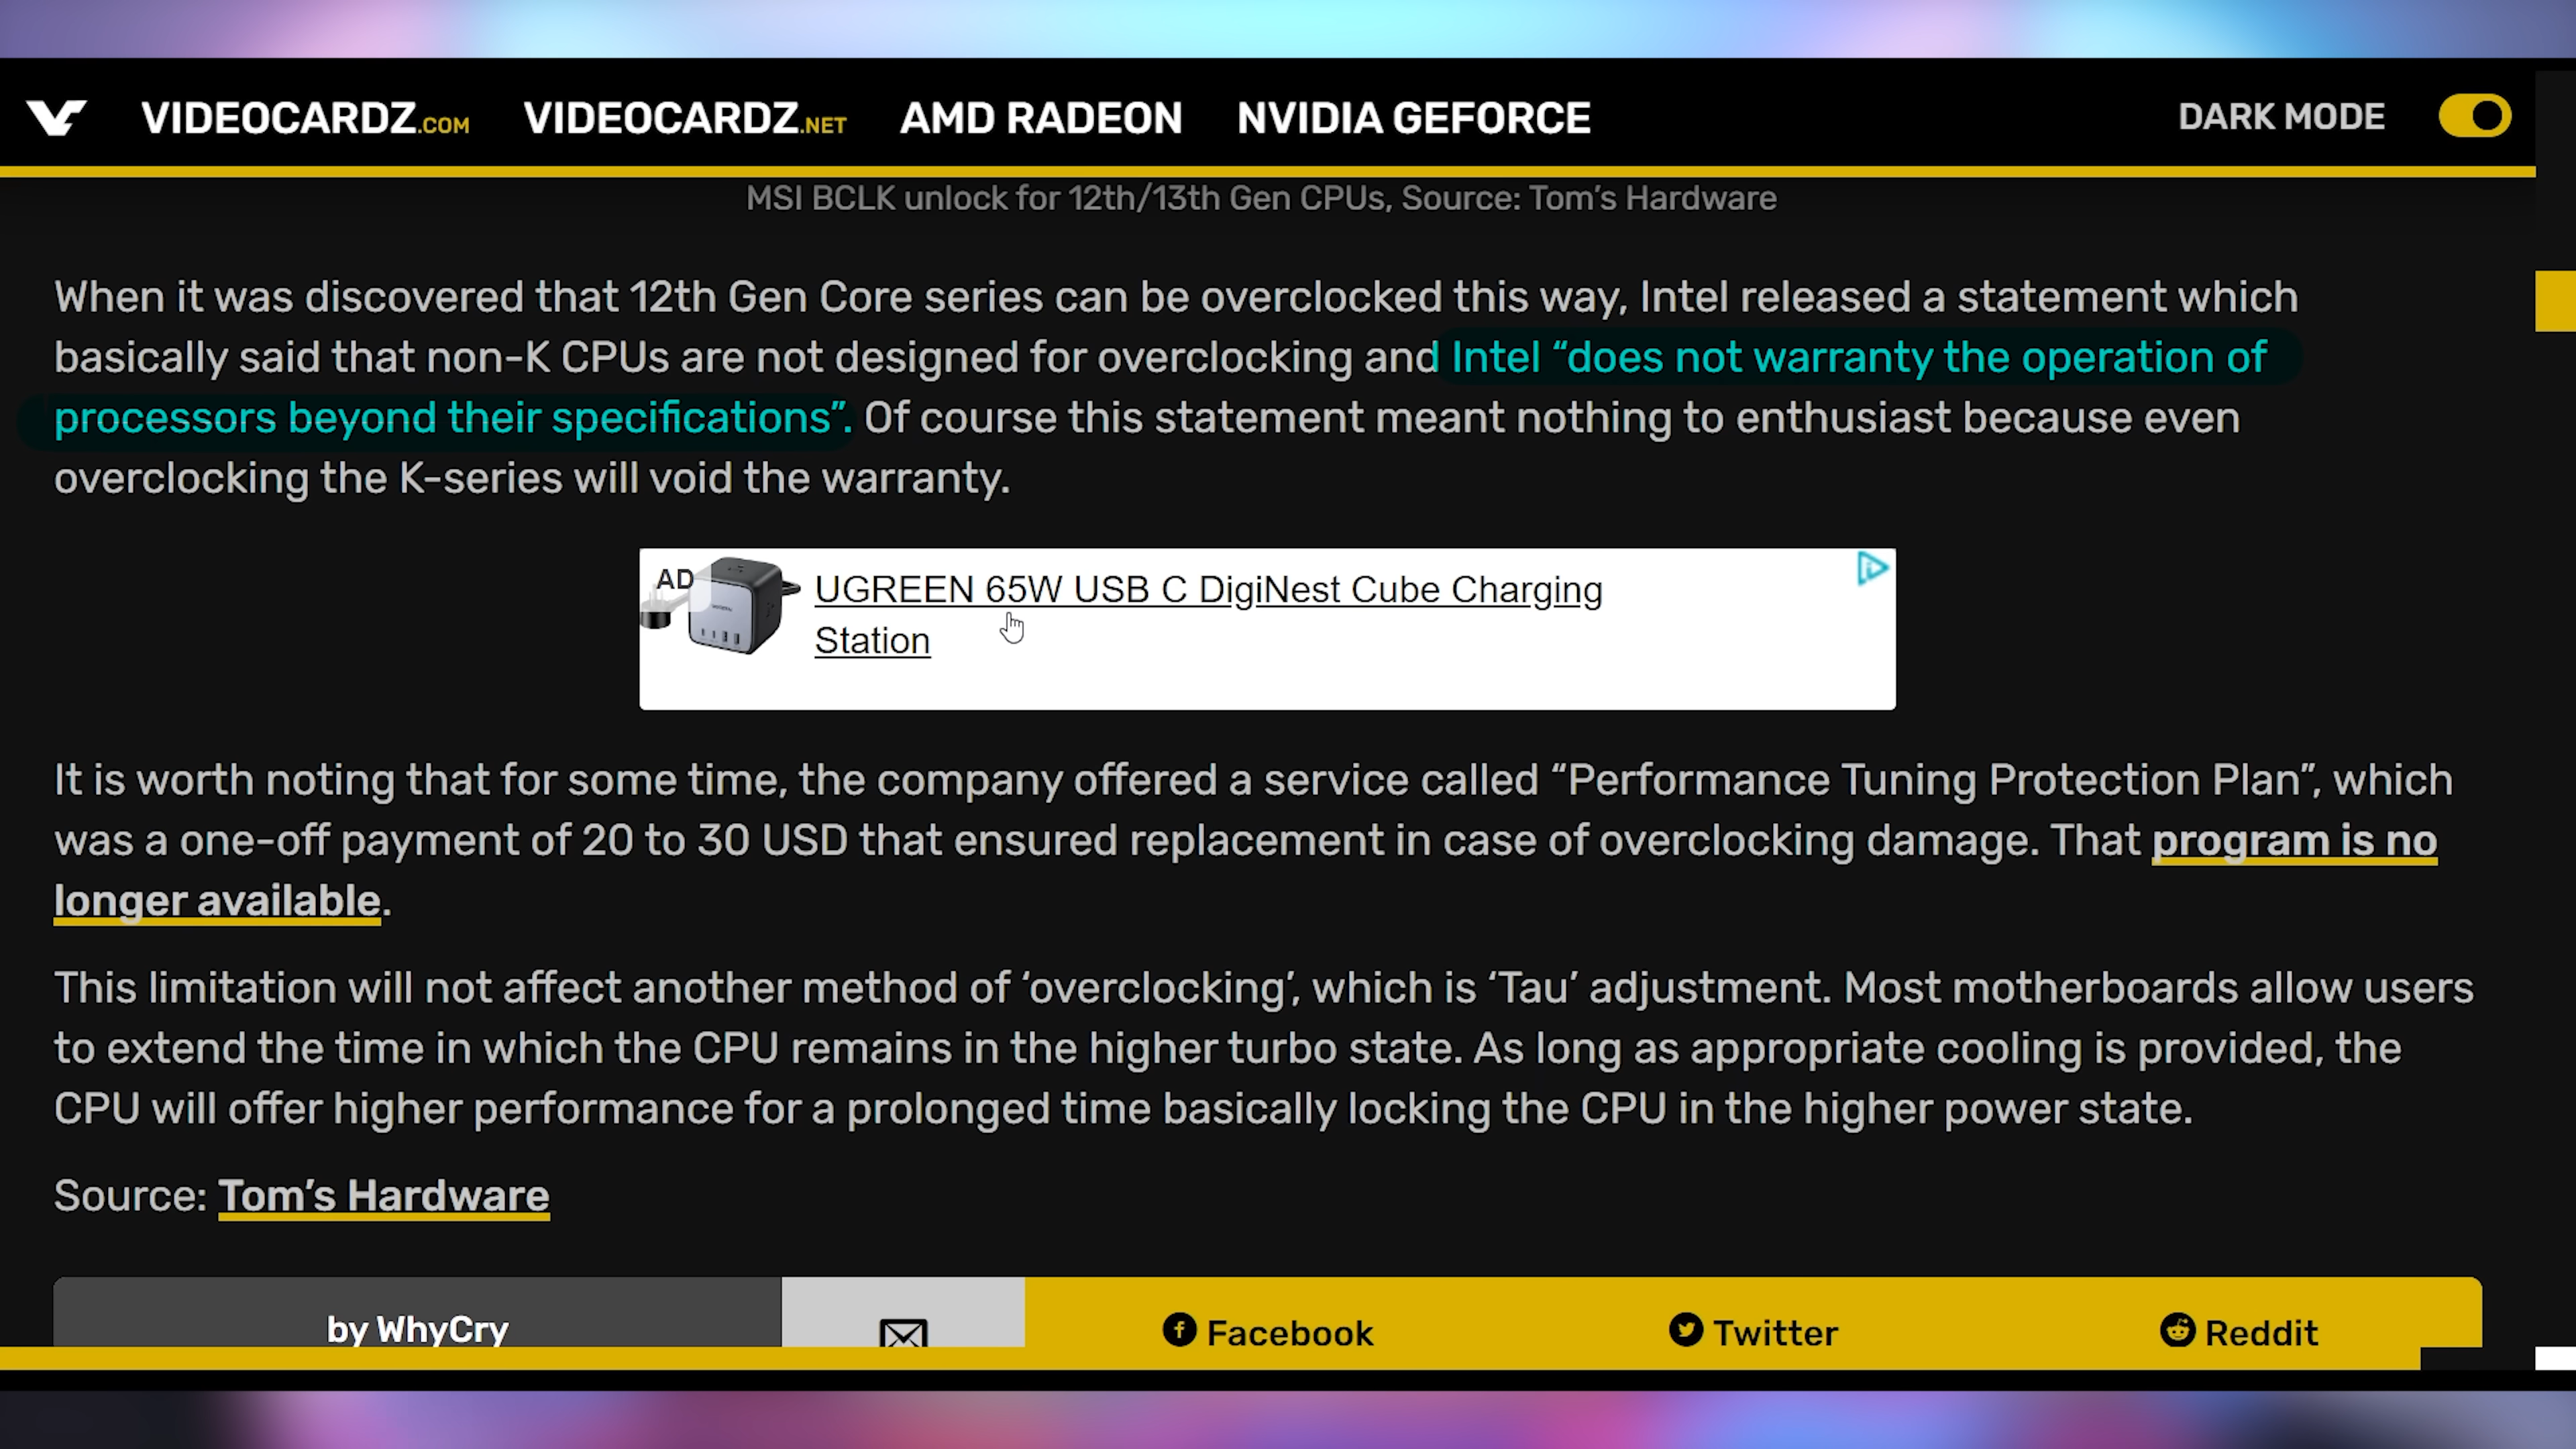 VIDEOCARDZ.COM VIDEOCARDZ.NET AMD RADEON NVIDIA GEFORCE DARK MODE
MSI BCLK unlock for 12th/13th Gen CPUs, Source: Tom’s Hardware
When it was discovered that 12th Gen Core series can be overclocked this way, Intel released a statement which
basically said that non-K CPUs are not designed for overclocking and Intel “does not warranty the operation of
processors beyond their specifications”. Of course this statement meant nothing to enthusiast because even
overclocking the K-series will void the warranty.
AD
UGREEN 65W USB C DigiNest Cube Charging
Station
It is worth noting that for some time, the company offered a service called “Performance Tuning Protection Plan”, which
was a one-off payment of 20 to 30 USD that ensured replacement in case of overclocking damage. That program is no
longer available.
This limitation will not affect another method of ‘overclocking’, which is ‘Tau’ adjustment. Most motherboards allow users
to extend the time in which the CPU remains in the higher turbo state. As long as appropriate cooling is provided, the
CPU will offer higher performance for a prolonged time basically locking the CPU in the higher power state.
Source: Tom’s Hardware
by WhyCry Facebook Twitter Reddit